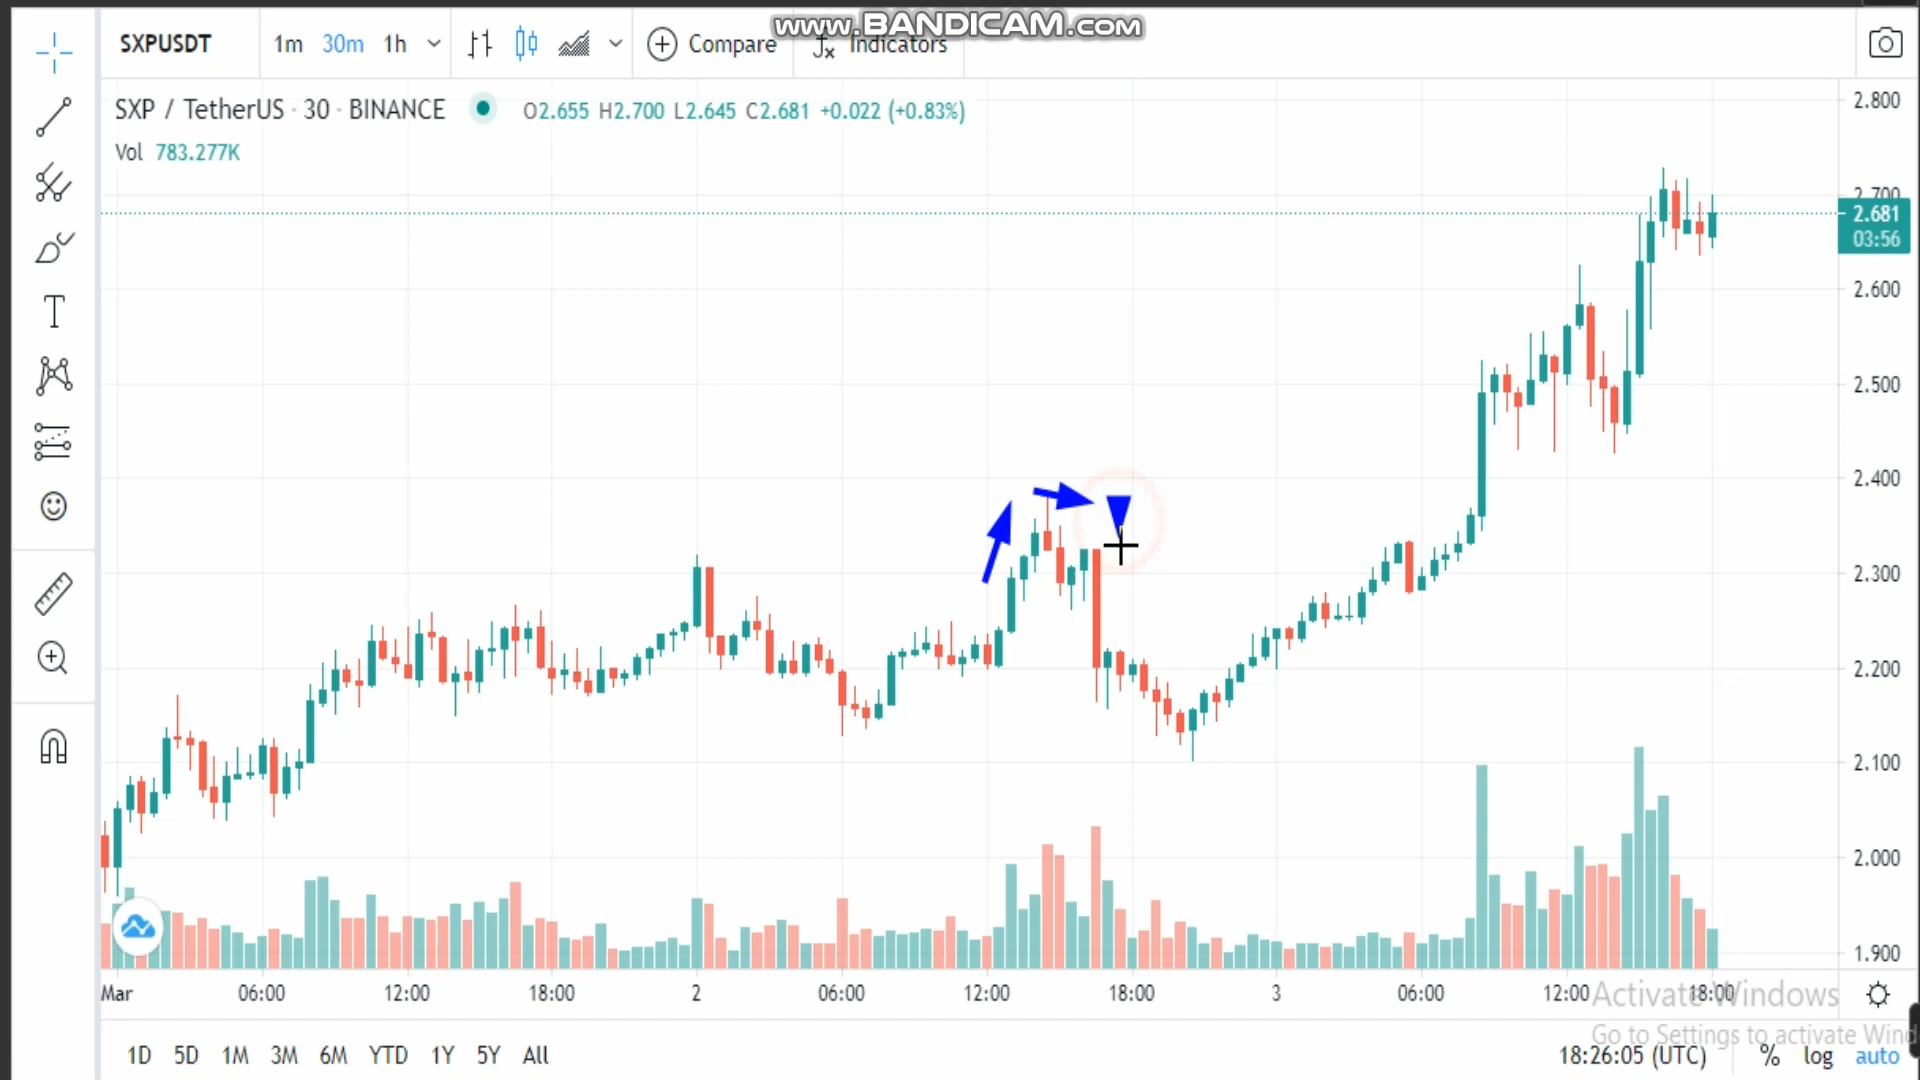 www.BANDICAM.com
SXPUSDT 1m 30m 1h Compare Indicators
SXP / TetherUS · 30 · BINANCE O2.655 H2.700 L2.645 C2.681 +0.022 (+0.83%)
Vol 783.277K
2.800
2.700
2.681
03:56
2.600
2.500
2.400
2.300
2.200
2.100
2.000
1.900
Mar 06:00 12:00 18:00 2 06:00 12:00 18:00 3 06:00 12:00 18:00
Activate Windows
Go to Settings to activate Wind
1D 5D 1M 3M 6M YTD 1Y 5Y All 18:26:05 (UTC) % log auto